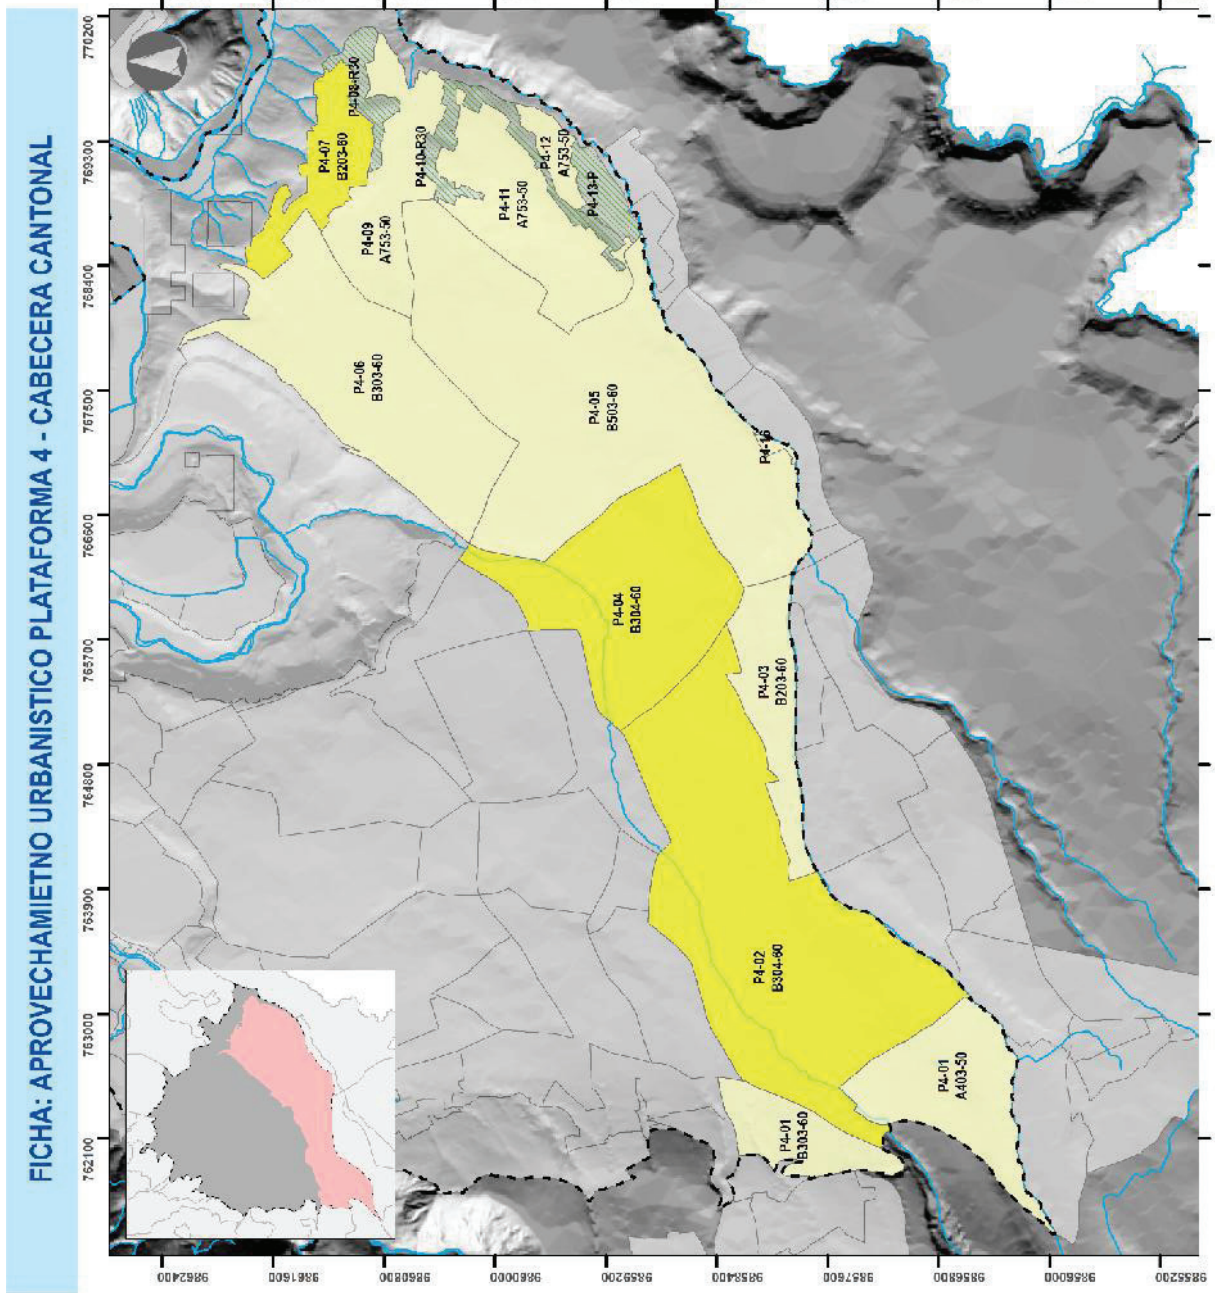 FICHA: APROVECHAMIETNO URBANISTICO PLATAFORMA 4 - CABECERA CANTONAL
762100
763000
763900
764800
765700
766600
767500
768400
769300
770200
9862400
9861600
9860800
9860000
9859200
9858400
9857600
9856800
9856000
9855200
P4-07
B203-60
P4-08-R30
P4-09
A753-50
P4-10-R30
P4-11
A753-50
P4-12
A753-50
P4-13-P
P4-06
B303-60
P4-05
B503-60
P4-16
P4-04
B304-60
P4-03
B203-60
P4-02
B304-60
P4-01
B303-60
P4-01
A403-50